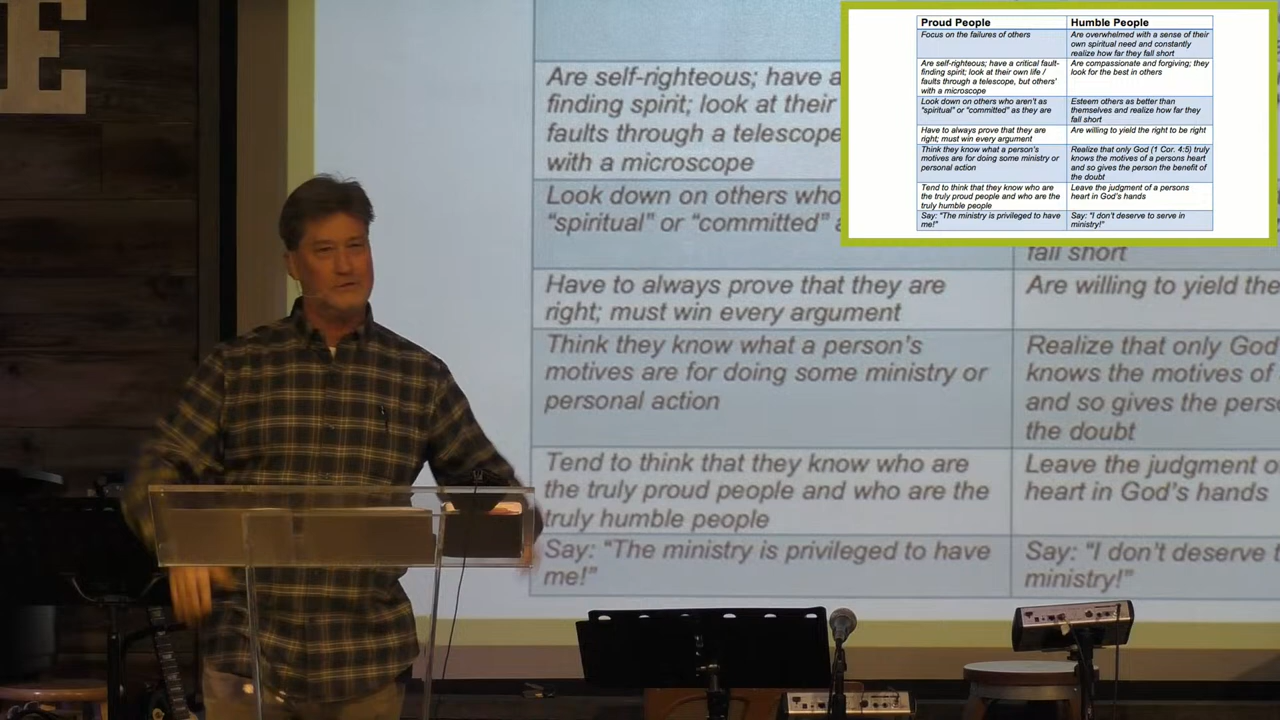 E
Proud People
Humble People
Focus on the failures of others
Are overwhelmed with a sense of their
own spiritual need and constantly
realize how far they fall short
Are self-righteous; have a critical fault-
finding spirit; look at their own life /
faults through a telescope, but others'
with a microscope
Are compassionate and forgiving; they
look for the best in others
Look down on others who aren't as
"spiritual" or "committed" as they are
Esteem others as better than
themselves and realize how far they
fall short
Have to always prove that they are
right; must win every argument
Are willing to yield the right to be right
Think they know what a person's
motives are for doing some ministry or
personal action
Realize that only God (1 Cor. 4:5) truly
knows the motives of a persons heart
and so gives the person the benefit of
the doubt
Tend to think that they know who are
the truly proud people and who are the
truly humble people
Leave the judgment of a persons
heart in God's hands
Say: "The ministry is privileged to have
me!"
Say: "I don't deserve to serve in
ministry!"
Are self-righteous; have a
finding spirit; look at their
faults through a telescope
with a microscope
Look down on others who
"spiritual" or "committed" a
fall short
Have to always prove that they are
right; must win every argument
Are willing to yield the
Think they know what a person's
motives are for doing some ministry or
personal action
Realize that only God
knows the motives of
and so gives the pers
the doubt
Tend to think that they know who are
the truly proud people and who are the
truly humble people
Leave the judgment o
heart in God's hands
Say: "The ministry is privileged to have
me!"
Say: "I don't deserve t
ministry!"